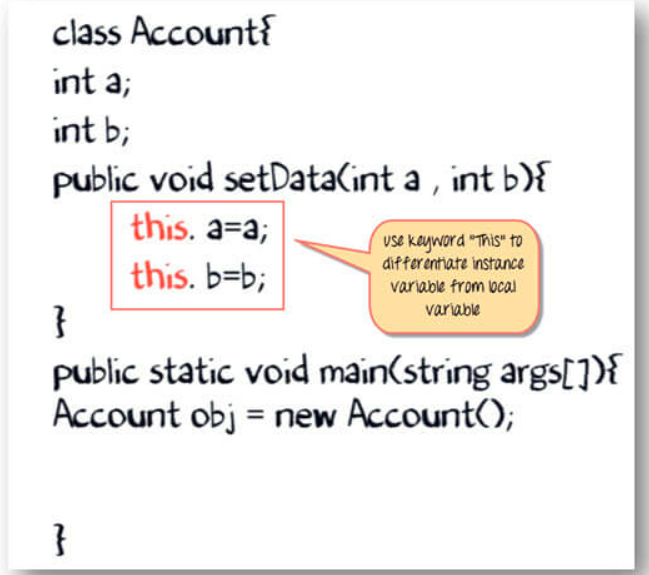 class Account{
int a;
int b;
public void setData(int a , int b){
this. a=a;
this. b=b;
use keyword "This" to
differentiate instance
variable from local
variable
}
public static void main(string args[]){
Account obj = new Account();
}